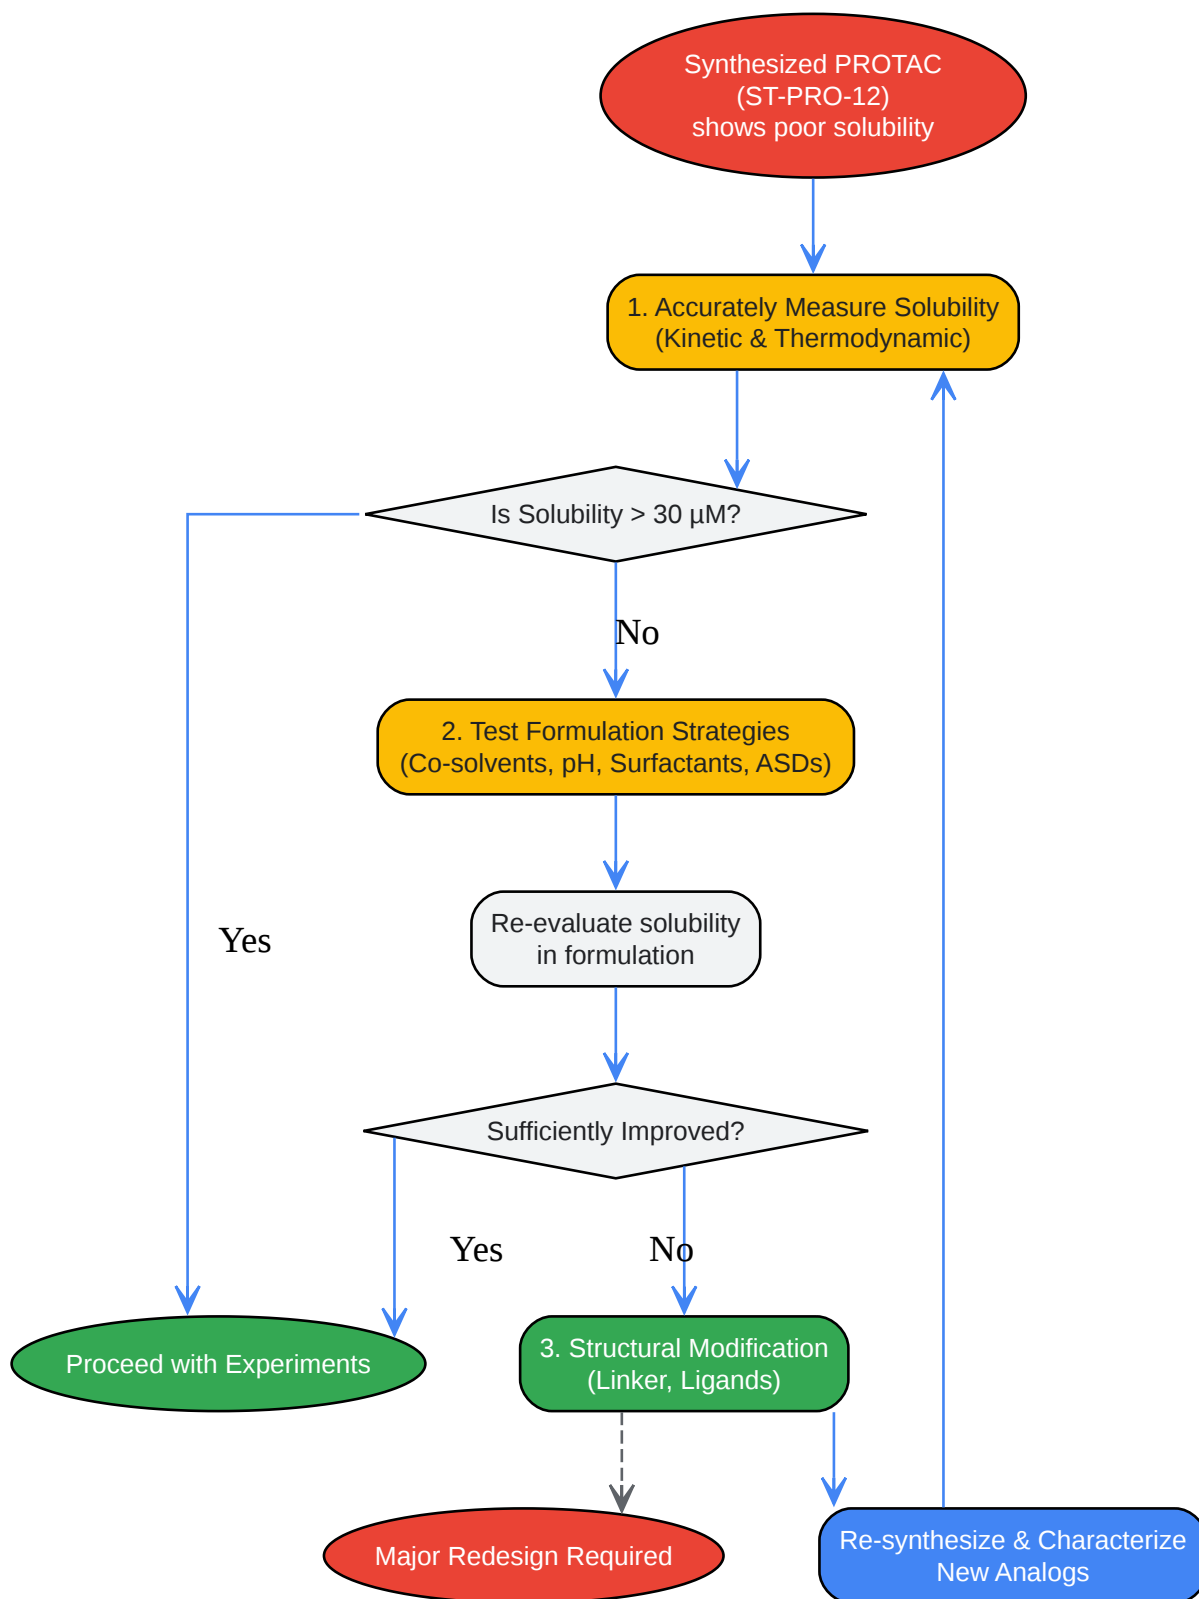 Synthesized PROTAC
(ST-PRO-12)
shows poor solubility
1. Accurately Measure Solubility
(Kinetic & Thermodynamic)
Is Solubility > 30 µM?
No
2. Test Formulation Strategies
(Co-solvents, pH, Surfactants, ASDs)
Re-evaluate solubility
in formulation
Yes
Sufficiently Improved?
Yes
No
Proceed with Experiments
3. Structural Modification
(Linker, Ligands)
Major Redesign Required
Re-synthesize & Characterize
New Analogs